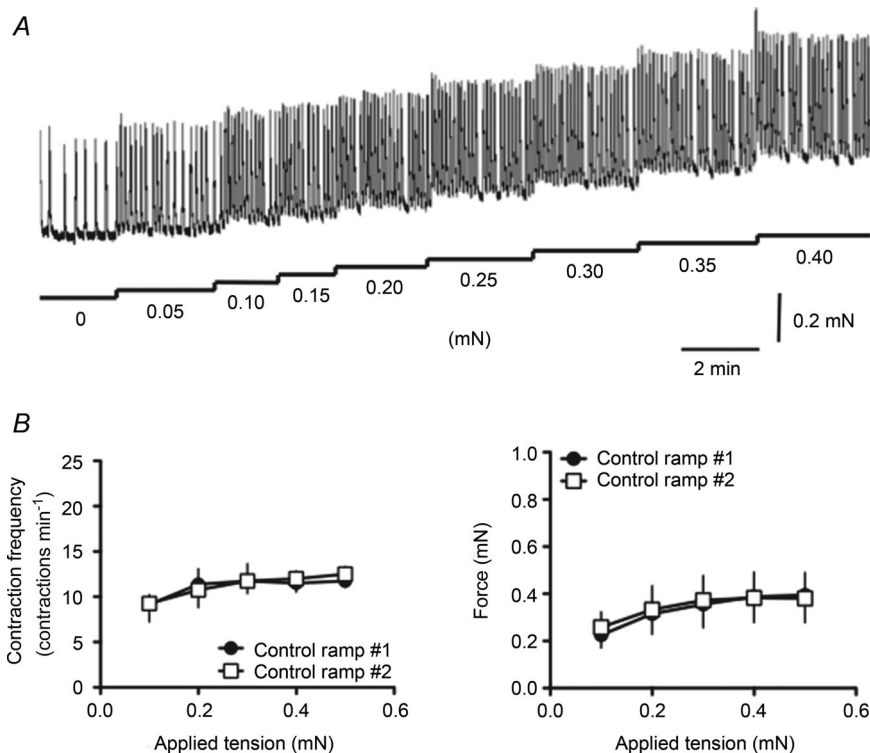 A
0
0.05
0.10
0.15
0.20
0.25
0.30
0.35
0.40
(mN)
0.2 mN
2 min
B
Contraction frequency
(contractions min⁻¹)
25
20
15
10
5
0
0.0
0.2
0.4
0.6
Applied tension (mN)
Control ramp #1
Control ramp #2
Force (mN)
1.0
0.8
0.6
0.4
0.2
0.0
0.0
0.2
0.4
0.6
Applied tension (mN)
Control ramp #1
Control ramp #2